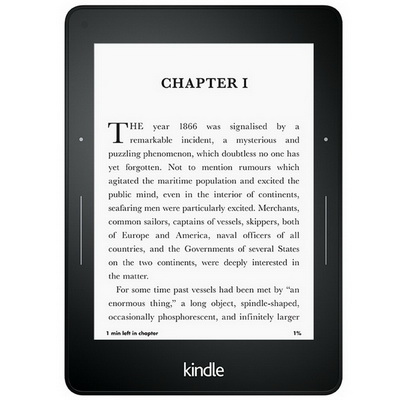 CHAPTER I
THE year 1866 was signalised by a
remarkable incident, a mysterious and
puzzling phenomenon, which doubtless no one has
yet forgotten. Not to mention rumours which
agitated the maritime population and excited the
public mind, even in the interior of continents,
seafaring men were particularly excited. Merchants,
common sailors, captains of vessels, skippers, both
of Europe and America, naval officers of all
countries, and the Governments of several States
on the two continents, were deeply interested in
the matter.
For some time past vessels had been met by “an
enormous thing,” a long object, spindle-shaped,
occasionally phosphorescent, and infinitely larger
1 min left in chapter 1%
kindle